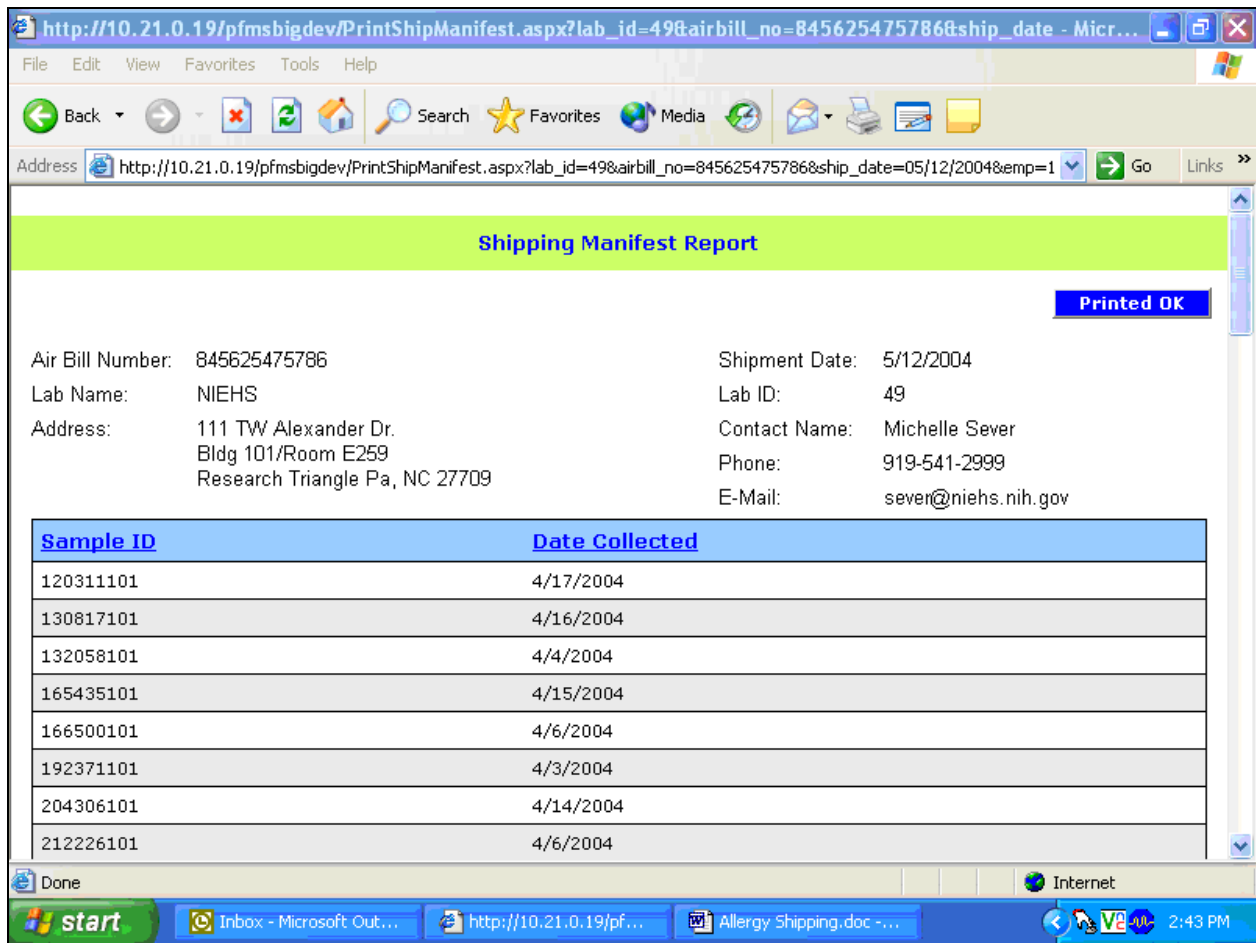 http://10.21.0.19/pfmsbigdev/PrintShipManifest.aspx?lab_id=49&airbill_no=845625475786&ship_date - Micr...
File Edit View Favorites Tools Help
Back Search Favorites Media
Address http://10.21.0.19/pfmsbigdev/PrintShipManifest.aspx?lab_id=49&airbill_no=845625475786&ship_date=05/12/2004&emp=1 Go Links »
Shipping Manifest Report
Printed OK
Air Bill Number: 845625475786 Shipment Date: 5/12/2004
Lab Name: NIEHS Lab ID: 49
Address: 111 TW Alexander Dr. Contact Name: Michelle Sever
Bldg 101/Room E259 Phone: 919-541-2999
Research Triangle Pa, NC 27709
E-Mail: sever@niehs.nih.gov
Sample ID Date Collected
120311101 4/17/2004
130817101 4/16/2004
132058101 4/4/2004
165435101 4/15/2004
166500101 4/6/2004
192371101 4/3/2004
204306101 4/14/2004
212226101 4/6/2004
Done Internet
start Inbox - Microsoft Out... http://10.21.0.19/pf... Allergy Shipping.doc -... 2:43 PM